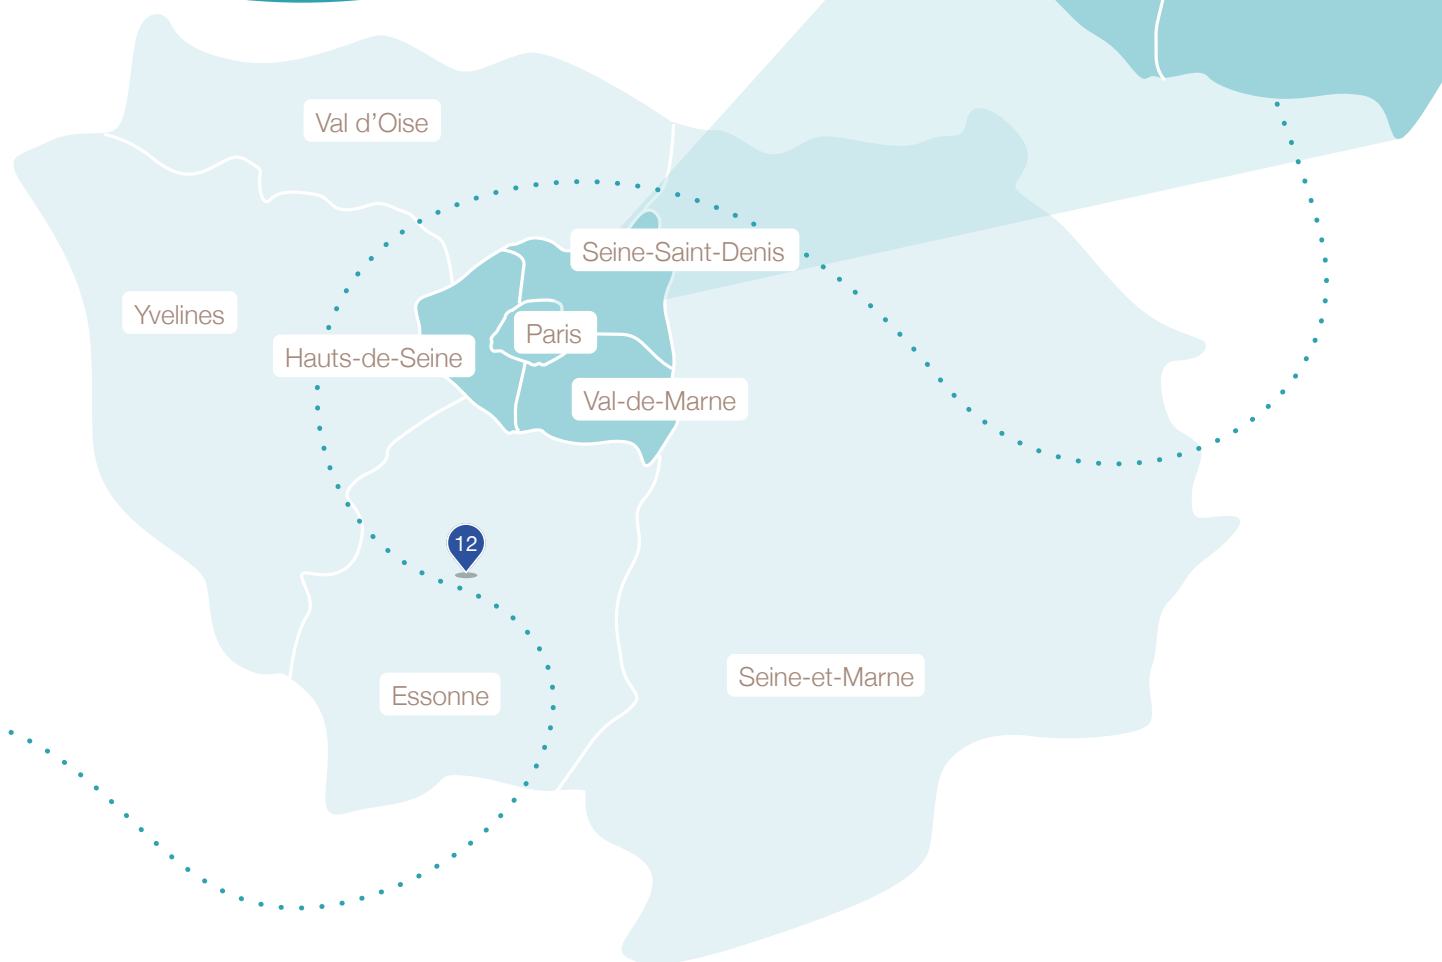 Val d’Oise
Seine-Saint-Denis
Yvelines
Paris
Hauts-de-Seine
Val-de-Marne
12
Seine-et-Marne
Essonne